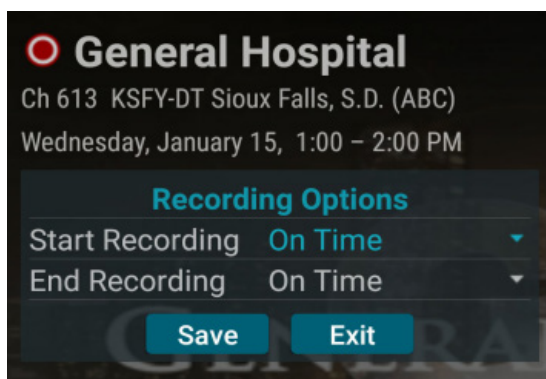 General Hospital
Ch 613 KSFY-DT Sioux Falls, S.D. (ABC)
Wednesday, January 15, 1:00 – 2:00 PM
Recording Options
Start Recording On Time
End Recording On Time
Save Exit
GENERA